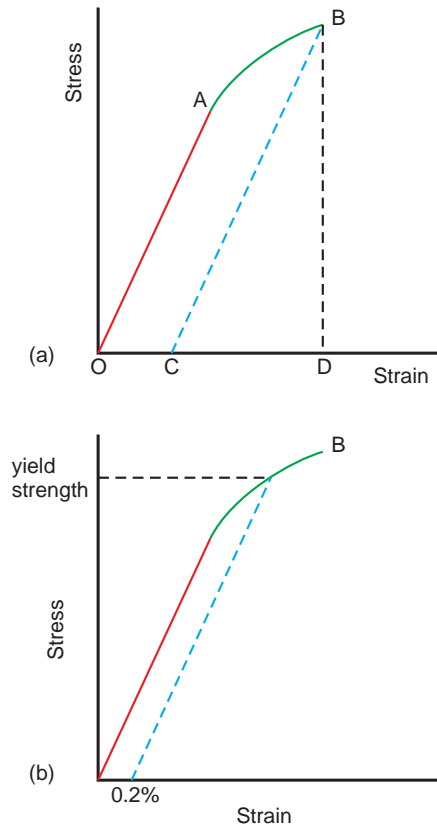 Stress
A
B
(a)
O
C
D
Strain
yield
strength
B
Stress
(b)
0.2%
Strain